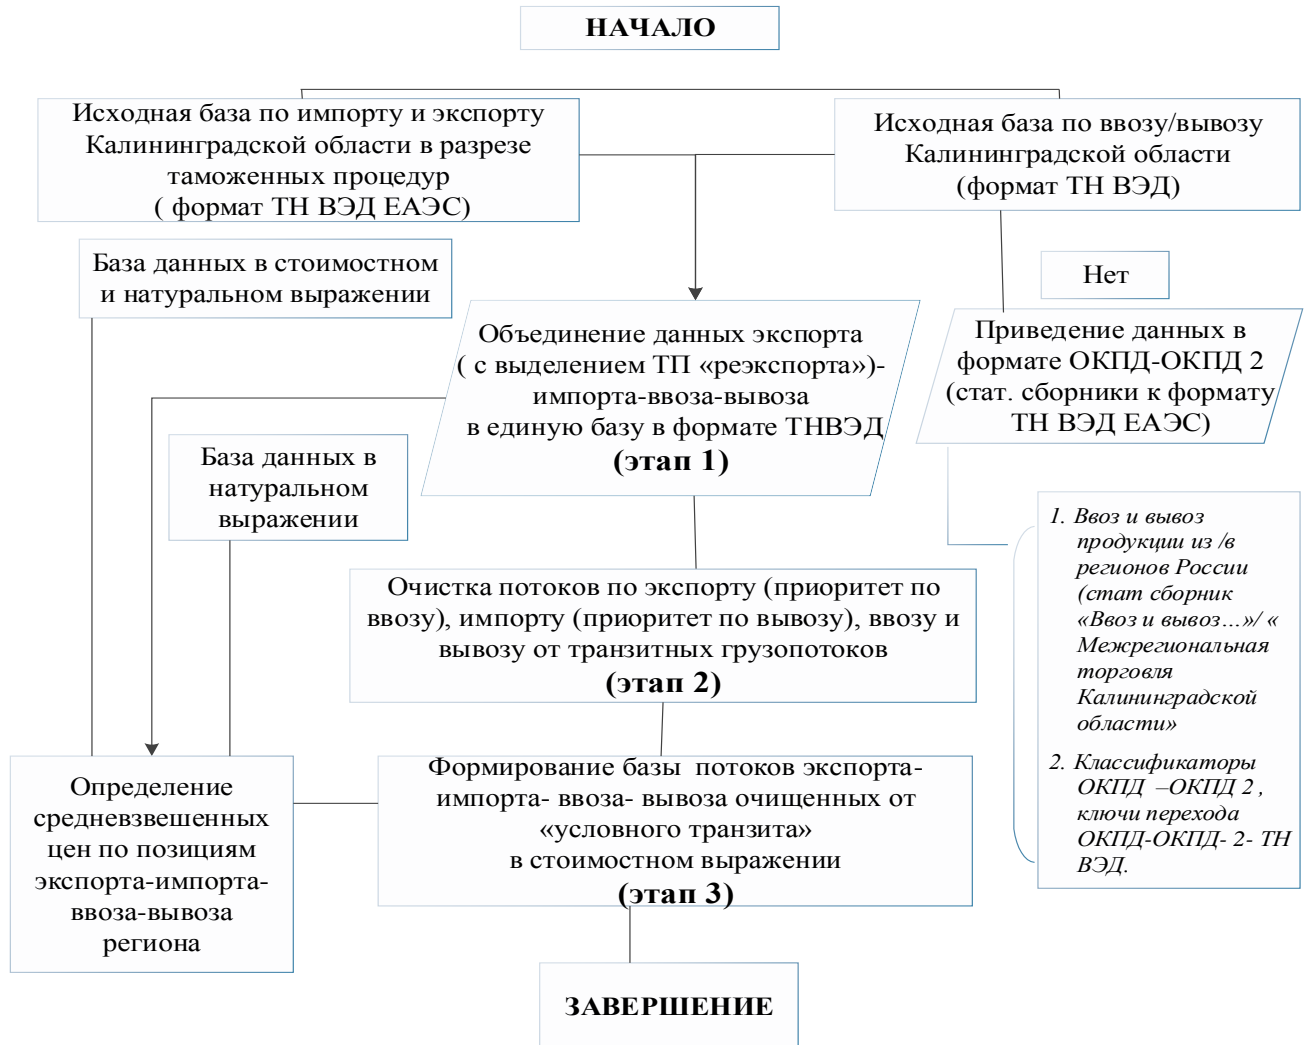 НАЧАЛО
Исходная база по импорту и экспорту
Калининградской области в разрезе
таможенных процедур
( формат ТН ВЭД ЕАЭС)
Исходная база по ввозу/вывозу
Калининградской области
(формат ТН ВЭД)
База данных в стоимостном
и натуральном выражении
Нет
Объединение данных экспорта
( с выделением ТП «реэкспорта»)-
импорта-ввоза-вывоза
в единую базу в формате ТНВЭД
(этап 1)
Приведение данных в
формате ОКПД-ОКПД 2
(стат. сборники к формату
ТН ВЭД ЕАЭС)
База данных в
натуральном
выражении
1. Ввоз и вывоз
продукции из /в
регионов России
(стат сборник
«Ввоз и вывоз...»/ «
Межрегиональная
торговля
Калининградской
области»
2. Классификаторы
ОКПД –ОКПД 2 ,
ключи перехода
ОКПД-ОКПД- 2- ТН
ВЭД.
Очистка потоков по экспорту (приоритет по
ввозу), импорту (приоритет по вывозу), ввозу и
вывозу от транзитных грузопотоков
(этап 2)
Определение
средневзвешенных
цен по позициям
экспорта-импорта-
ввоза-вывоза
региона
Формирование базы потоков экспорта-
импорта- ввоза- вывоза очищенных от
«условного транзита»
в стоимостном выражении
(этап 3)
ЗАВЕРШЕНИЕ